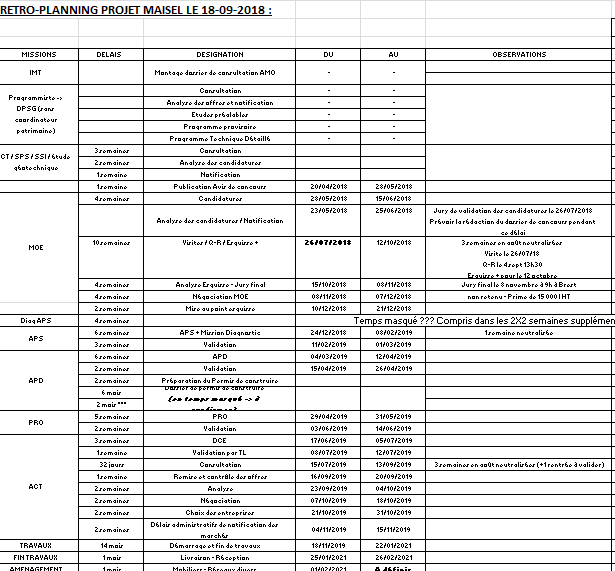 RETRO-PLANNING PROJET MAISEL LE 18-09-2018 :
MISSIONS DELAIS DESIGNATION DU AU OBSERVATIONS
IMT Montage dossier de consultation AMO - -
Programmiste ->
DPSG (sans
coordinateur
patrimoine)
Consultation - -
Analyse des offres et notification - -
Etudes préalables - -
Programme provisoire - -
Programme Technique Détaillé - -
CT / SPS / SSI / étude
géotechnique
3 semaines Consultation
2 semaines Analyse des candidatures
1 semaine Notification
MOE
1 semaine Publication Avis de concours 20/04/2018 28/05/2018
4 semaines Candidatures 28/05/2018 15/06/2018
Analyse des candidatures / Notification 23/05/2018 25/06/2018 Jury de validation des candidatures le 26/07/2018
Prévoir la rédaction du dossier de concours pendant
ce délai
10 semaines Visites / Q-R / Esquisse + 26/07/2018 12/10/2018 3 semaines en août neutralisées
Visite le 26/07/18
Q-R le 4 sept 13h30
Esquisse + pour le 12 octobre
4 semaines Analyse Esquisse - Jury final 15/10/2018 08/11/2018 Jury final le 8 novembre à 9h à Brest
4 semaines Négociation MOE 08/11/2018 07/12/2018 non retenu - Prime de 15 000 HT
2 semaines Mise au point esquisse 10/12/2018 21/12/2018
Diag APS 4 semaines Temps masqué ??? Compris dans les 2X2 semaines supplémen
APS
6 semaines APS + Mission Diagnostic 24/12/2018 08/02/2019 1 semaine neutralisée
3 semaines Validation 11/02/2019 01/03/2019
APD
6 semaines APD 04/03/2019 12/04/2019
2 semaines Validation 15/04/2019 26/04/2019
2 semaines Préparation du Permis de construire
6 mois Dossier de permis de construire
2 mois *** (en temps masqué -> à
confirmer)
PRO
5 semaines PRO 29/04/2019 31/05/2019
2 semaines Validation 03/06/2019 14/06/2019
ACT
3 semaines DCE 17/06/2019 05/07/2019
1 semaine Validation par TL 08/07/2019 12/07/2019
32 jours Consultation 15/07/2019 13/09/2019 3 semaines en août neutralisées (+1 rentrée à valider)
1 semaine Remise et contrôle des offres 16/09/2019 20/09/2019
2 semaines Analyse 23/09/2019 04/10/2019
2 semaines Négociation 07/10/2019 18/10/2019
2 semaines Choix des entreprises 21/10/2019 31/10/2019
2 semaines Délais administratifs de notification des
marchés 04/11/2019 15/11/2019
TRAVAUX 14 mois Démarrage et fin de travaux 18/11/2019 22/01/2021
FIN TRAVAUX 1 mois Livraison - Réception 25/01/2021 26/02/2021
AMENAGEMENT 1 mois Mobiliers - Réseaux divers 01/02/2021 A définir